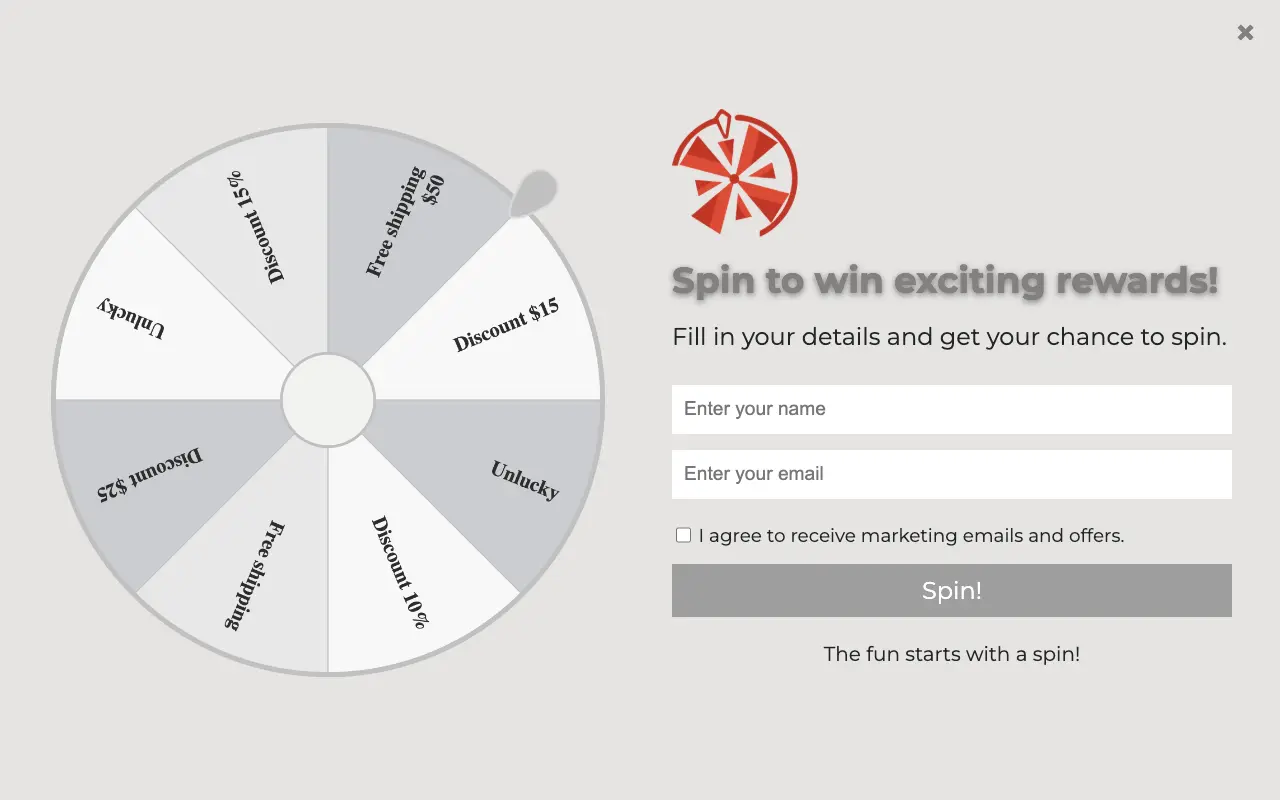 ✖
Discount 15%
Free shipping
$50
Discount $15
Unlucky
Discount 10%
Free shipping
Discount $25
Unlucky
Spin to win exciting rewards!
Fill in your details and get your chance to spin.
Enter your name
Enter your email
I agree to receive marketing emails and offers.
Spin!
The fun starts with a spin!